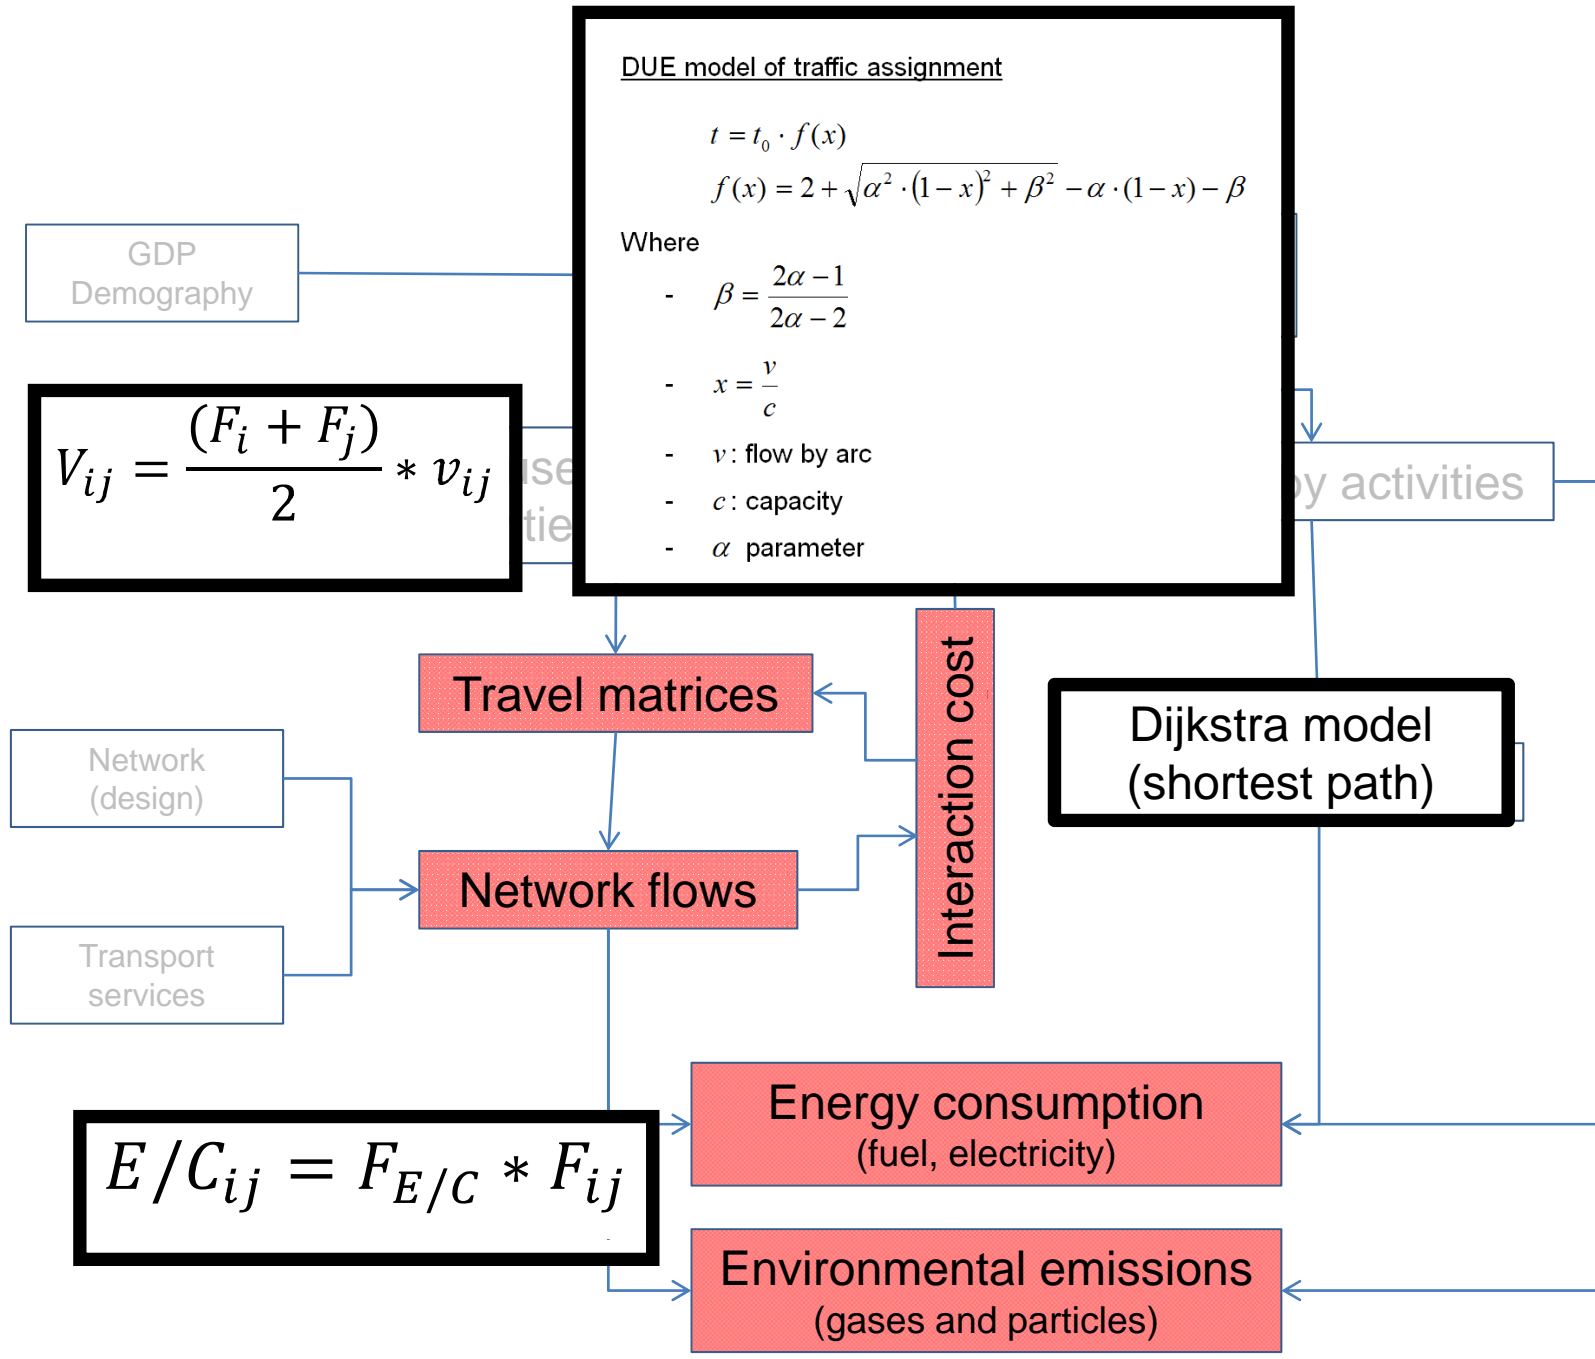 DUE model of traffic assignment
t = t₀ · f(x)
f(x) = 2 + √(α² · (1 − x)² + β²) − α · (1 − x) − β
Where
- β = (2α − 1) / (2α − 2)
- x = v / c
- v : flow by arc
- c : capacity
- α parameter
GDP
Demography
V_ij = (F_i + F_j) / 2 * v_ij
y activities
Travel matrices
Interaction cost
Dijkstra model
(shortest path)
Network
(design)
Network flows
Transport
services
Energy consumption
(fuel, electricity)
E/C_ij = F_E/C * F_ij
Environmental emissions
(gases and particles)